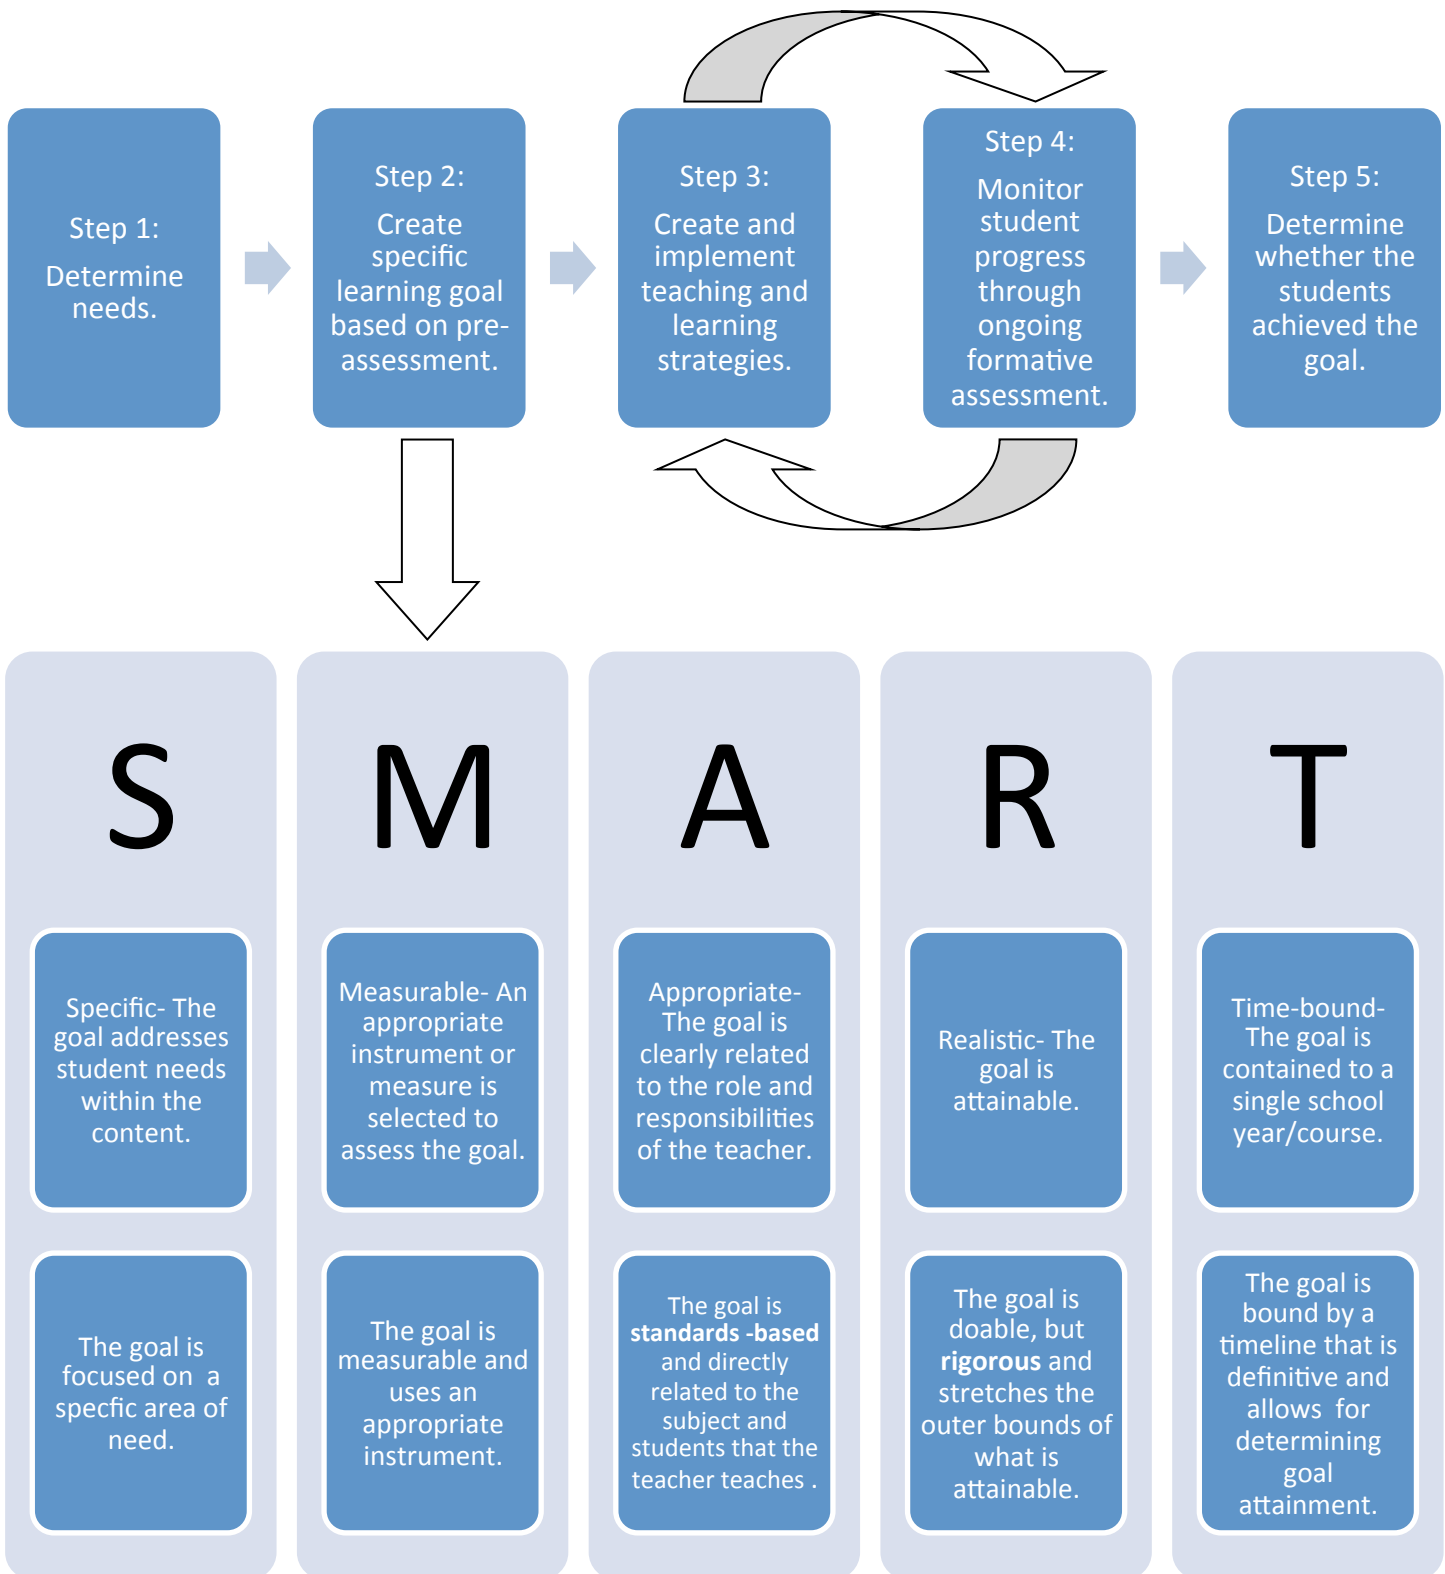 Step 1:
Determine
needs.
Step 2:
Create
specific
learning goal
based on pre-
assessment.
Step 3:
Create and
implement
teaching and
learning
strategies.
Step 4:
Monitor
student
progress
through
ongoing
formative
assessment.
Step 5:
Determine
whether the
students
achieved the
goal.
S
Specific- The
goal addresses
student needs
within the
content.
The goal is
focused on a
specfic area of
need.
M
Measurable- An
appropriate
instrument or
measure is
selected to
assess the goal.
The goal is
measurable and
uses an
appropriate
instrument.
A
Appropriate-
The goal is
clearly related
to the role and
responsibilities
of the teacher.
The goal is
standards -based
and directly
related to the
subject and
students that the
teacher teaches .
R
Realistic- The
goal is
attainable.
The goal is
doable, but
rigorous and
stretches the
outer bounds of
what is
attainable.
T
Time-bound-
The goal is
contained to a
single school
year/course.
The goal is
bound by a
timeline that is
definitive and
allows for
determining
goal
attainment.